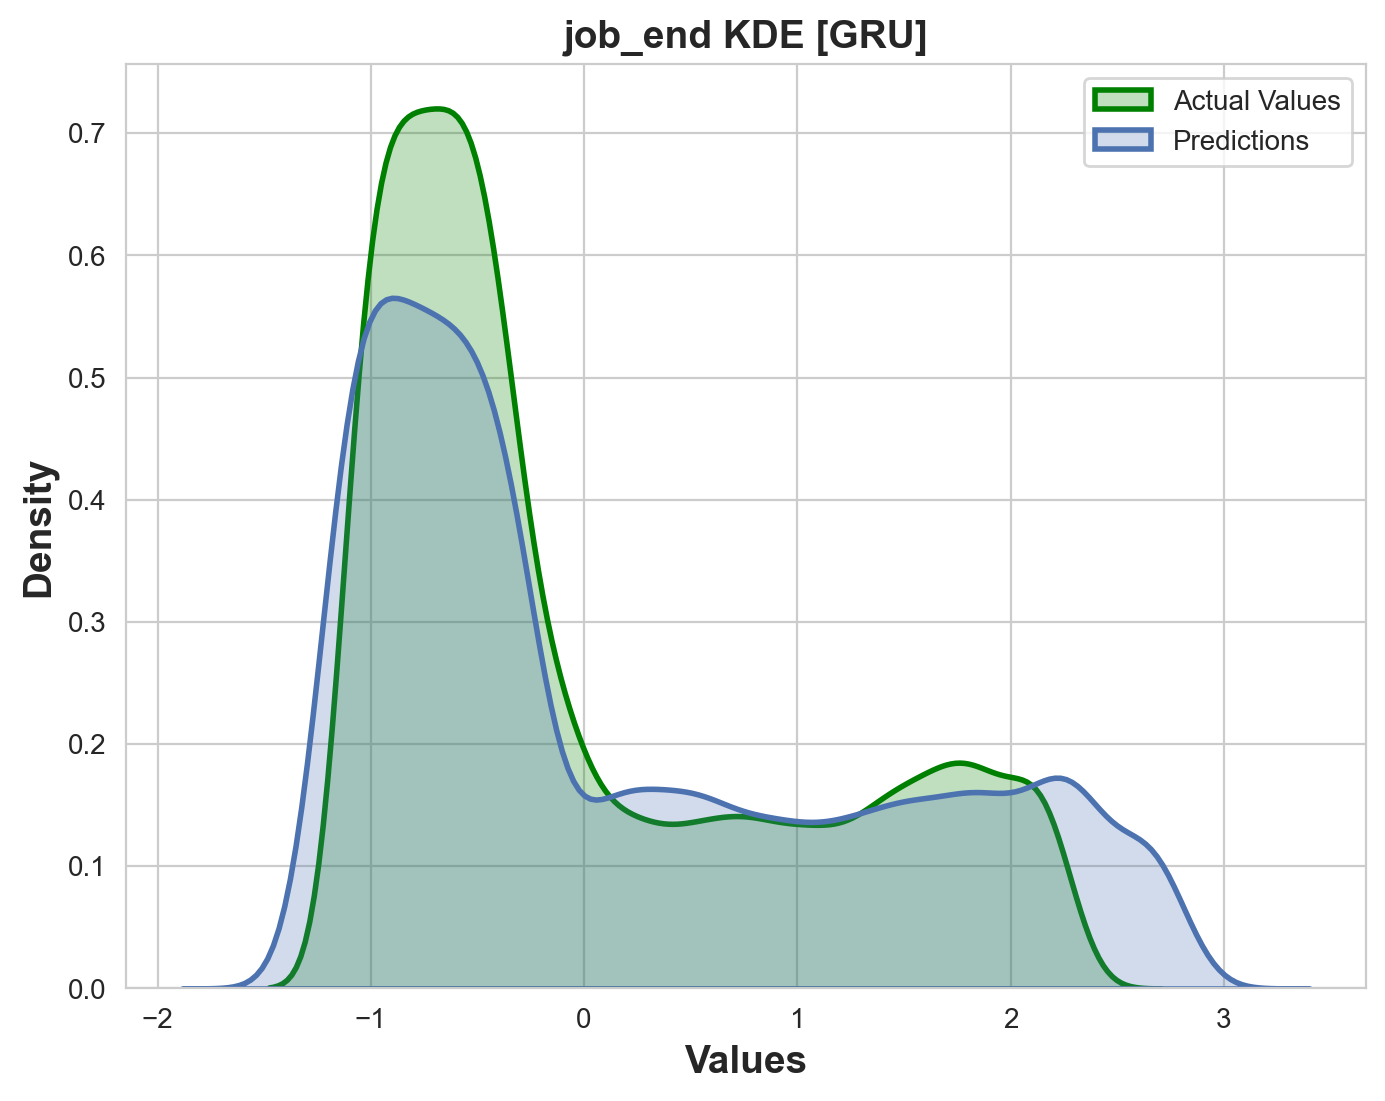 job_end KDE [GRU]
Actual Values
Predictions
Density
0.7
0.6
0.5
0.4
0.3
0.2
0.1
0.0
−2 −1 0 1 2 3
Values